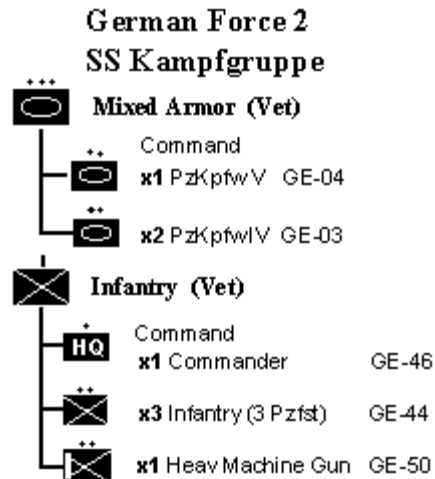 German Force 2
SS Kampfgruppe
Mixed Armor (Vet)
Command
x1 PzKpfw V GE-04
x2 PzKpfwIV GE-03
Infantry (Vet)
Command
HQ
x1 Commander GE-46
x3 Infantry (3 Pzfst) GE-44
x1 Heav Machine Gun GE-50